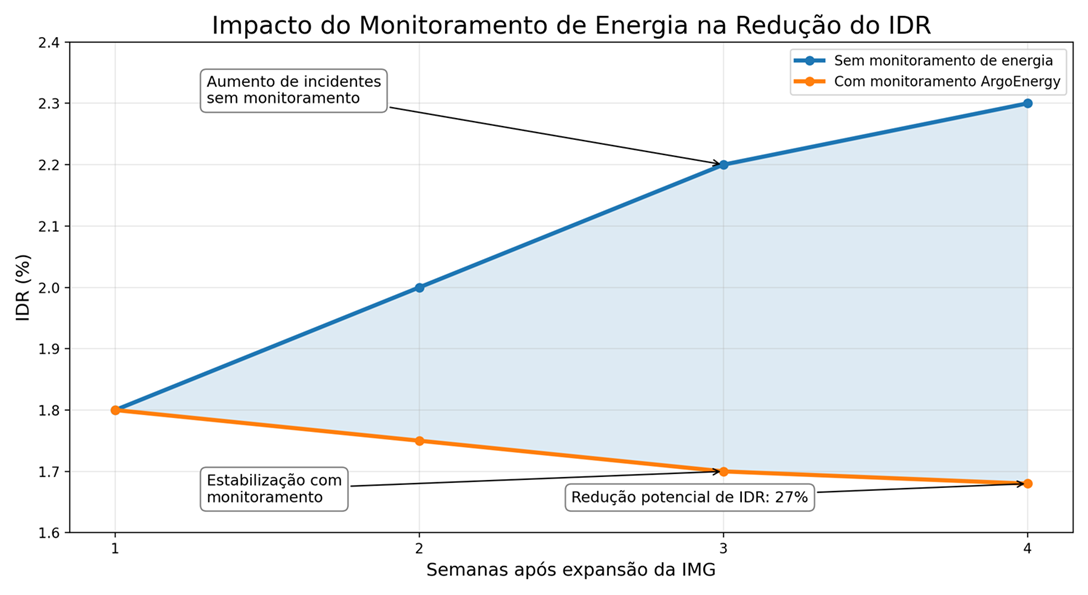 Impacto do Monitoramento de Energia na Redução do IDR
IDR (%)
2.4
2.3
2.2
2.1
2.0
1.9
1.8
1.7
1.6
Sem monitoramento de energia
Com monitoramento ArgoEnergy
Aumento de incidentes
sem monitoramento
Estabilização com
monitoramento
Redução potencial de IDR: 27%
1
2
3
4
Semanas após expansão da IMG